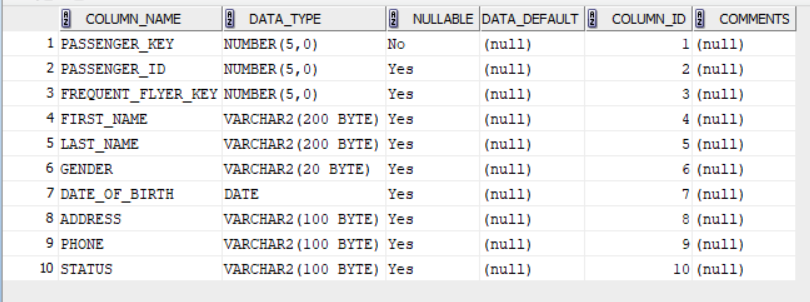 COLUMN_NAME DATA_TYPE NULLABLE DATA_DEFAULT COLUMN_ID COMMENTS
1 PASSENGER_KEY NUMBER(5,0) No (null) 1 (null)
2 PASSENGER_ID NUMBER(5,0) Yes (null) 2 (null)
3 FREQUENT_FLYER_KEY NUMBER(5,0) Yes (null) 3 (null)
4 FIRST_NAME VARCHAR2(200 BYTE) Yes (null) 4 (null)
5 LAST_NAME VARCHAR2(200 BYTE) Yes (null) 5 (null)
6 GENDER VARCHAR2(20 BYTE) Yes (null) 6 (null)
7 DATE_OF_BIRTH DATE Yes (null) 7 (null)
8 ADDRESS VARCHAR2(100 BYTE) Yes (null) 8 (null)
9 PHONE VARCHAR2(100 BYTE) Yes (null) 9 (null)
10 STATUS VARCHAR2(100 BYTE) Yes (null) 10 (null)